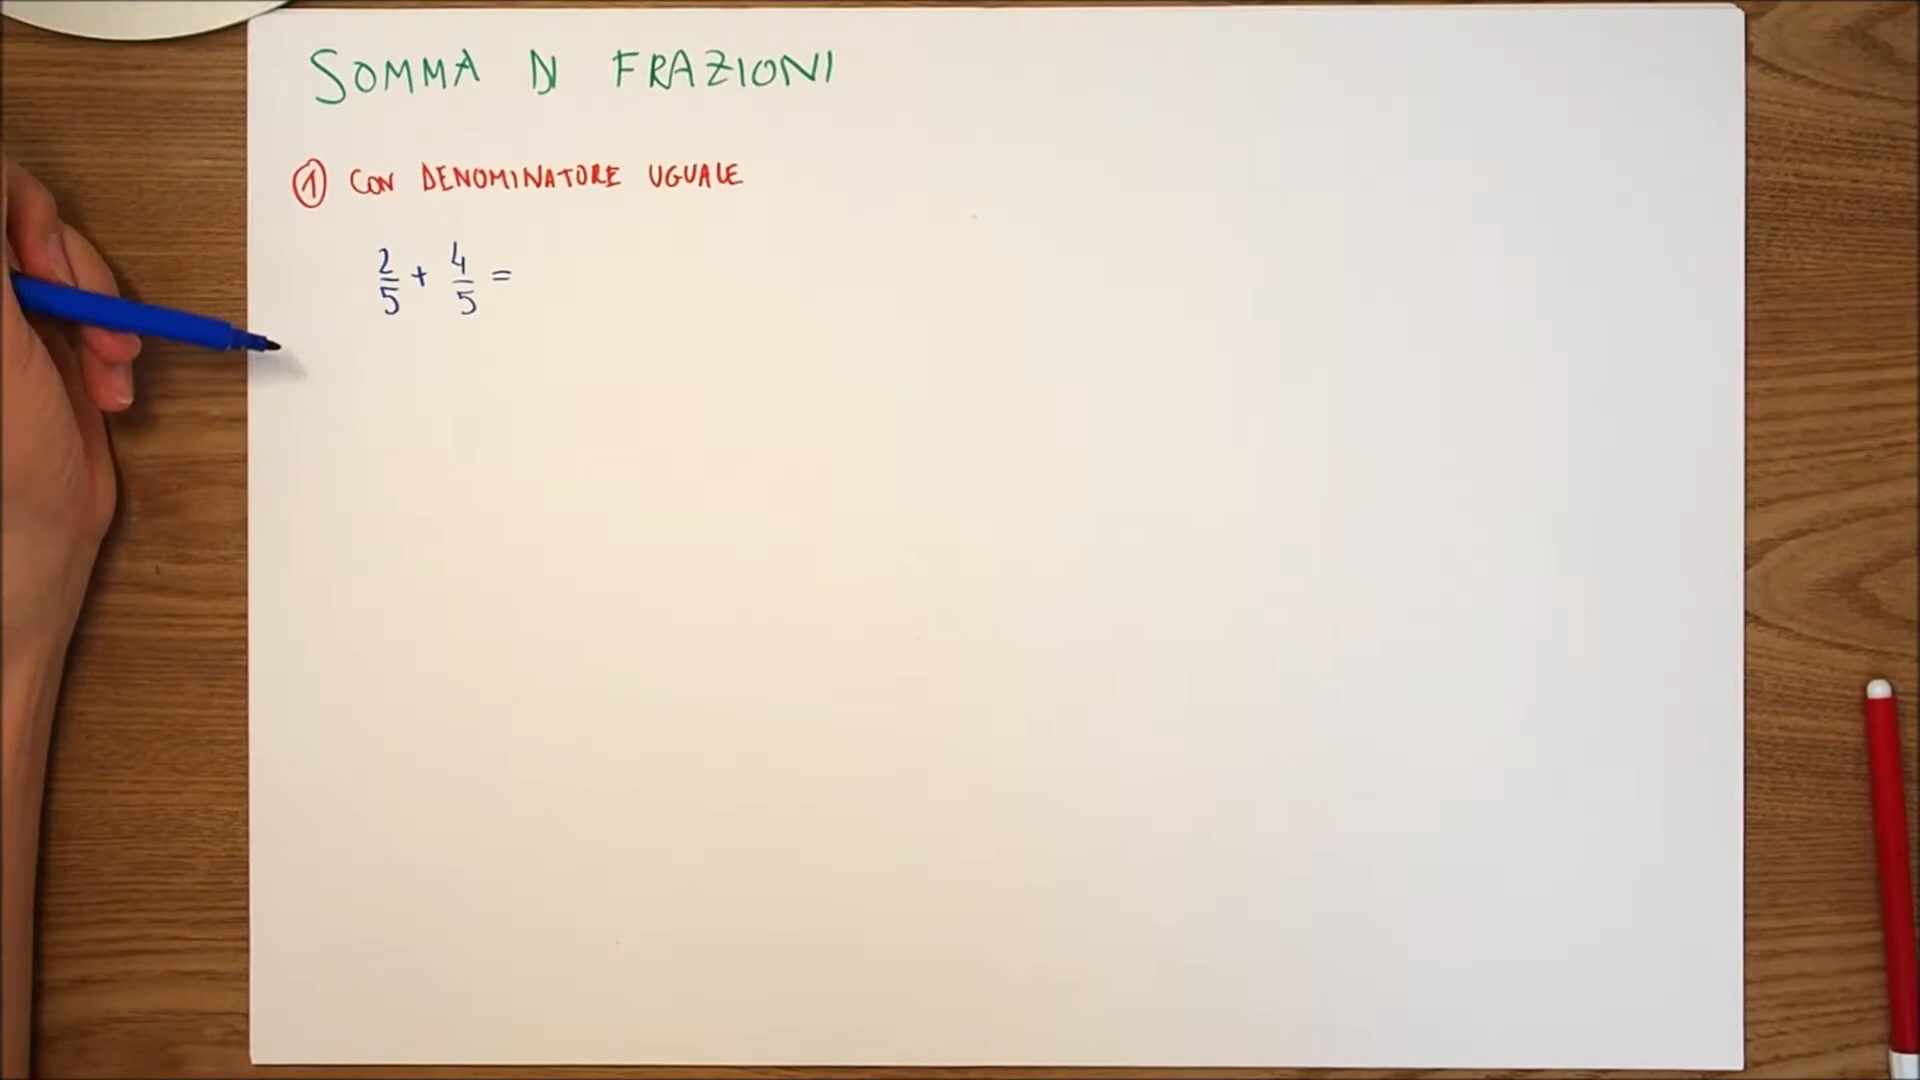 SOMMA DI FRAZIONI
① CON DENOMINATORE UGUALE
2/5 + 4/5 =